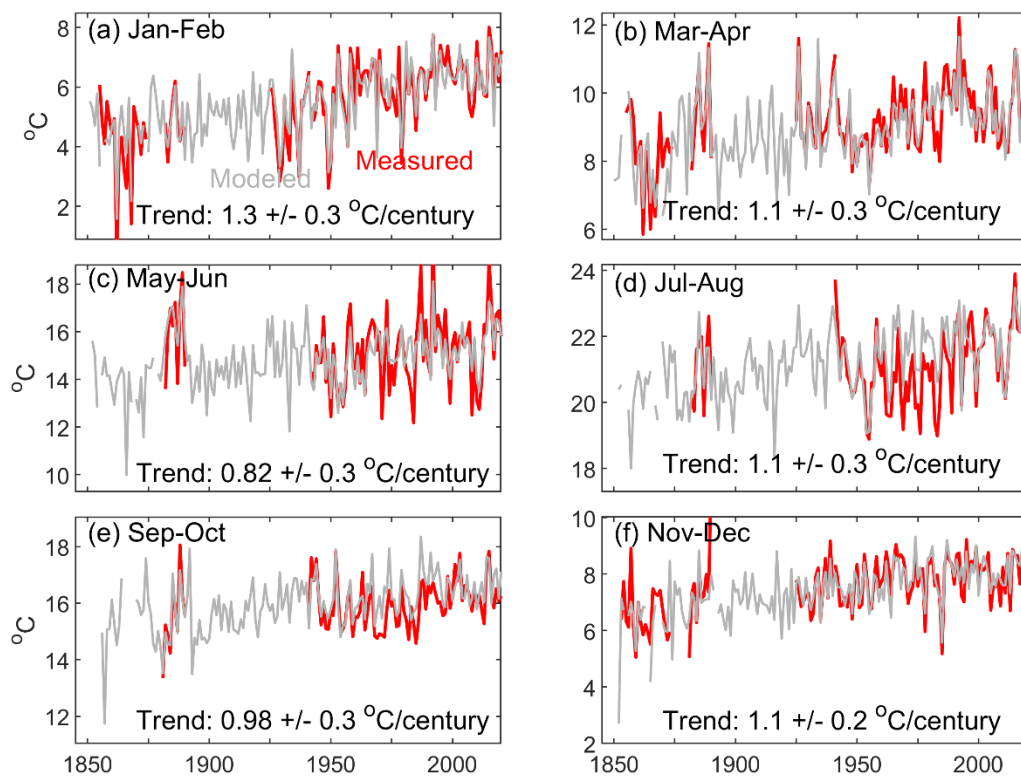 (a) Jan-Feb
8
6
4
2
°C
Modeled
Measured
Trend: 1.3 +/- 0.3 °C/century
(b) Mar-Apr
12
10
8
6
Trend: 1.1 +/- 0.3 °C/century
(c) May-Jun
18
16
14
12
10
°C
Trend: 0.82 +/- 0.3 °C/century
(d) Jul-Aug
24
22
20
18
Trend: 1.1 +/- 0.3 °C/century
(e) Sep-Oct
18
16
14
12
°C
Trend: 0.98 +/- 0.3 °C/century
1850 1900 1950 2000
(f) Nov-Dec
10
8
6
4
2
Trend: 1.1 +/- 0.2 °C/century
1850 1900 1950 2000